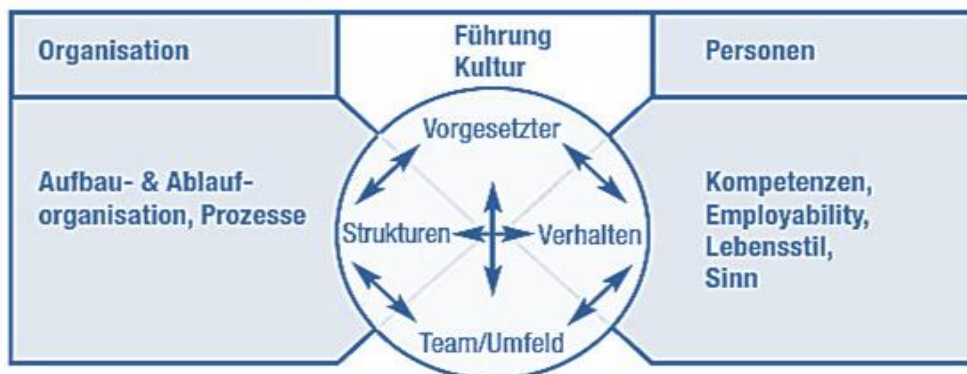 Organisation
Führung
Kultur
Personen
Aufbau- & Ablauf-
organisation, Prozesse
Vorgesetzter
Strukturen
Verhalten
Team/Umfeld
Kompetenzen,
Employability,
Lebensstil,
Sinn